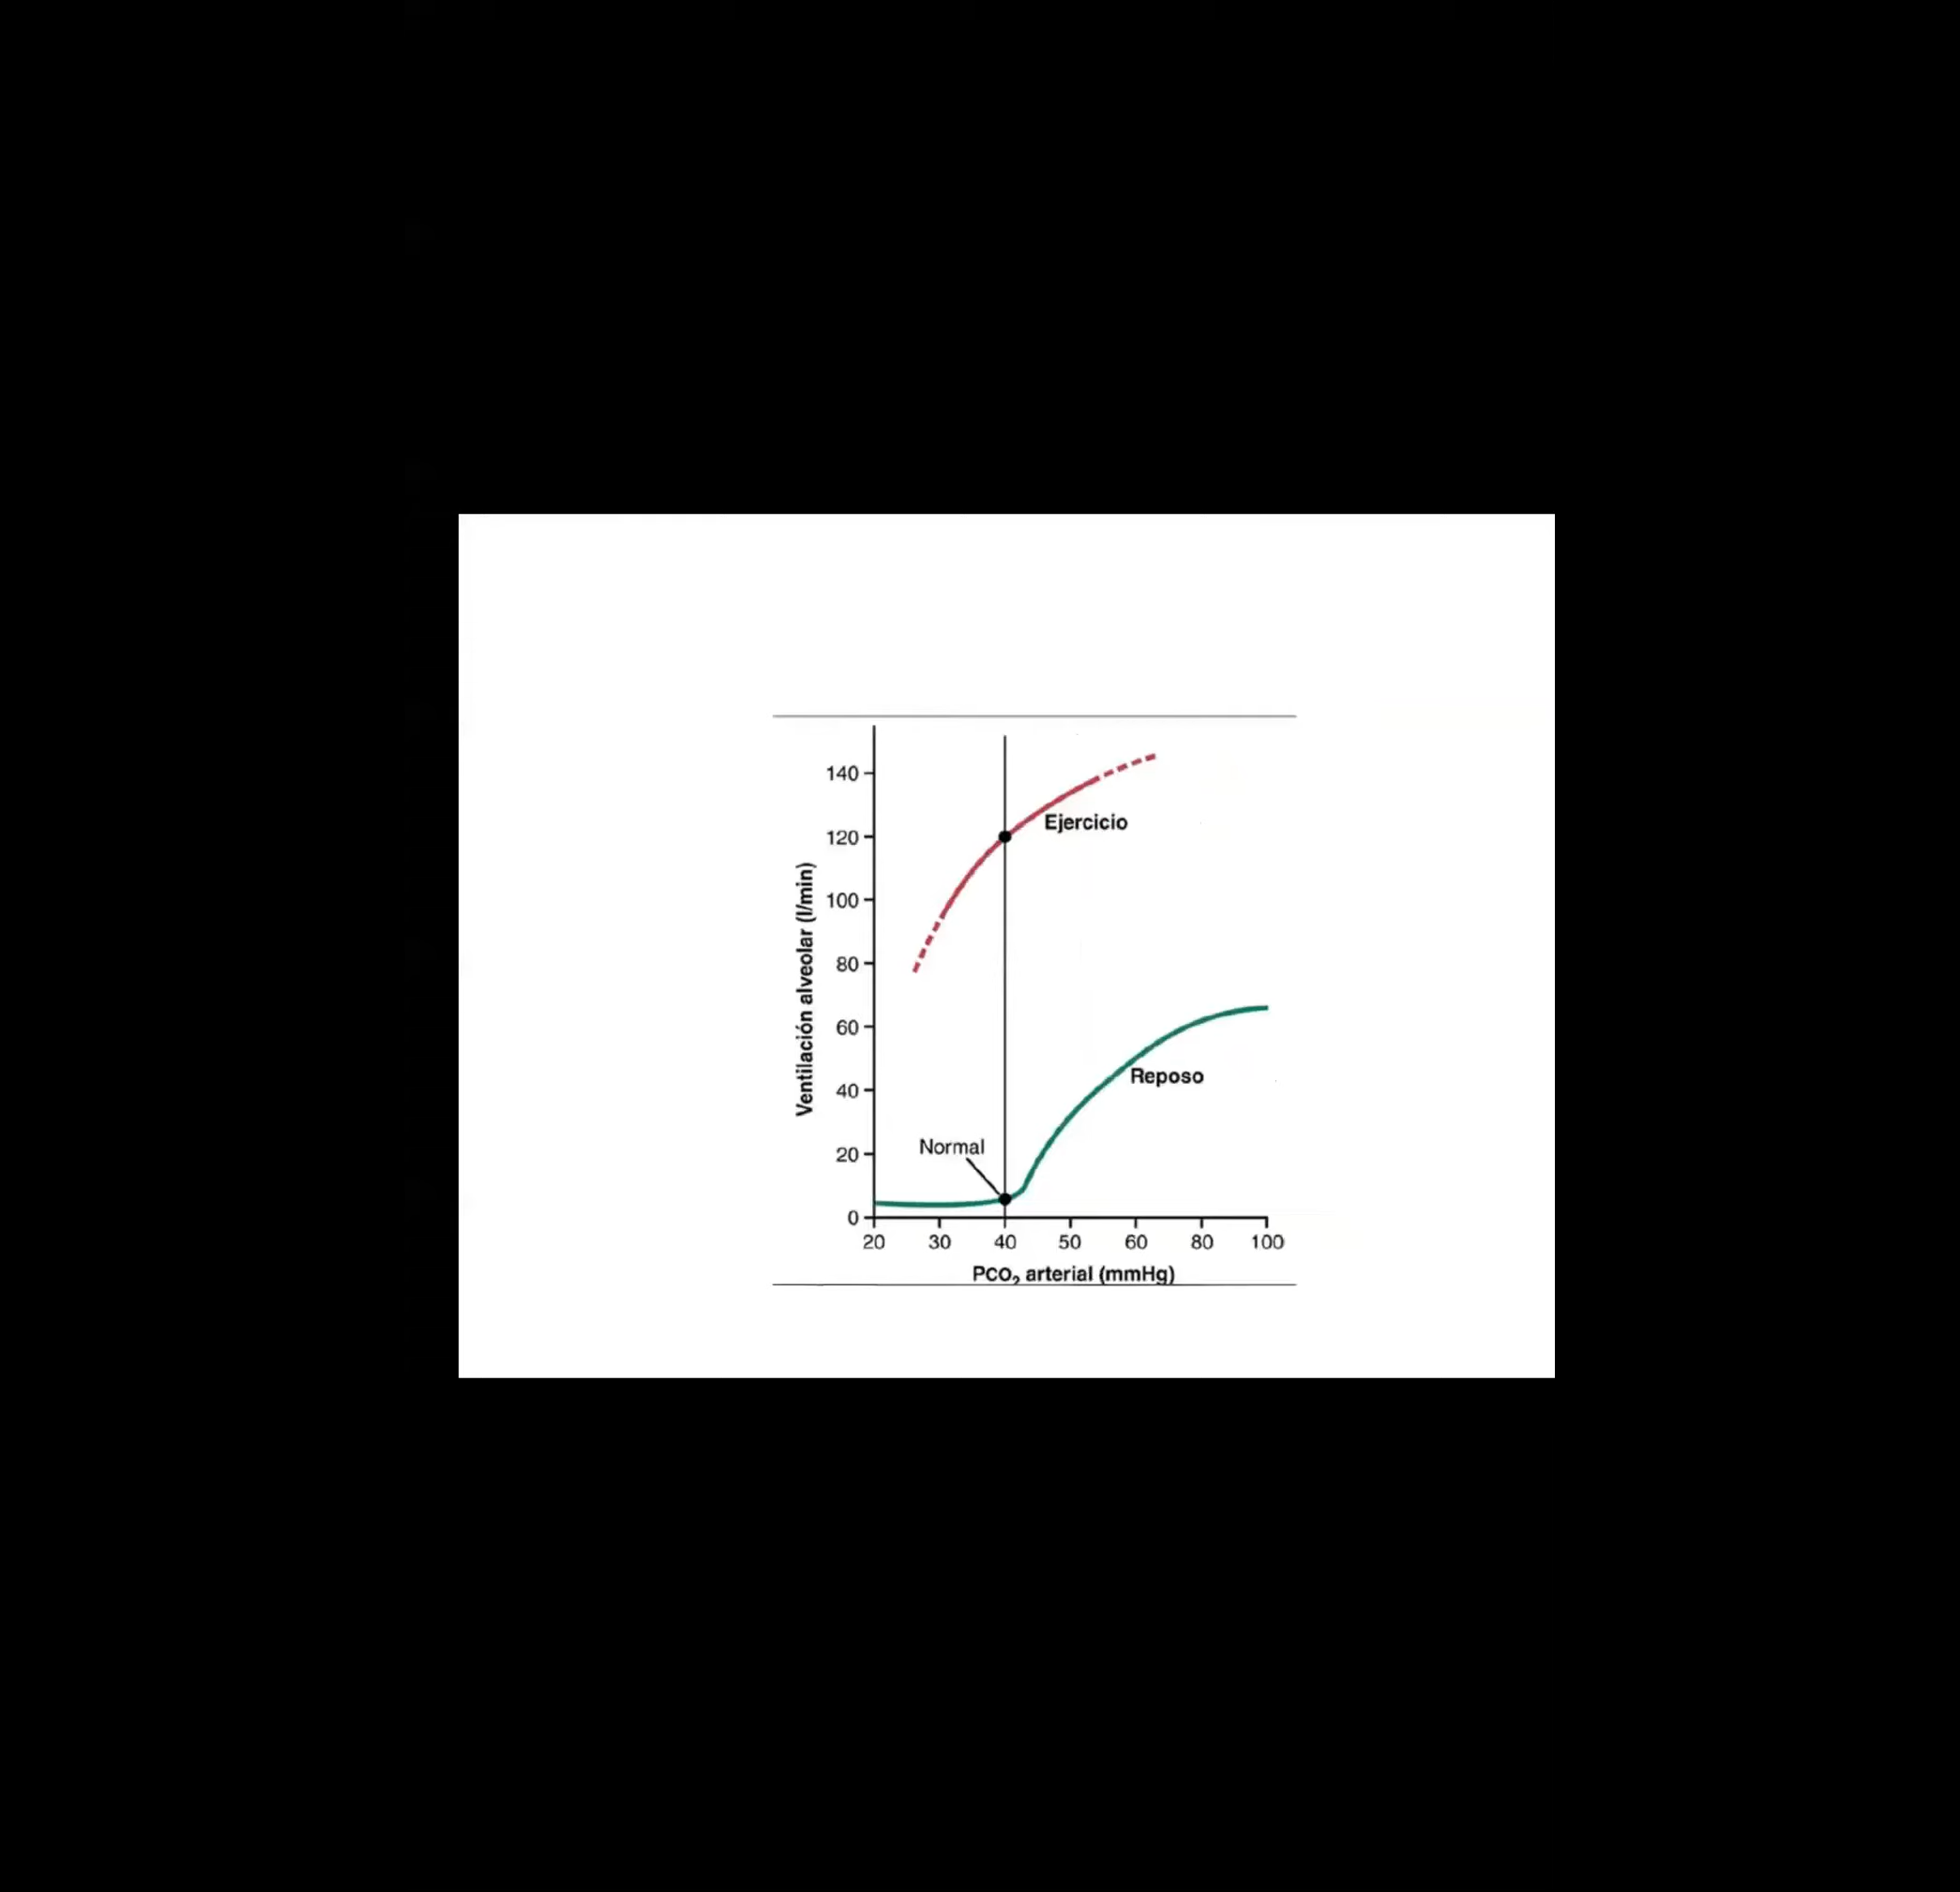 140
120
100
80
60
40
20
0
Ventilación alveolar (l/min)
Ejercicio
Reposo
Normal
20 30 40 50 60 80 100
PCO₂ arterial (mmHg)